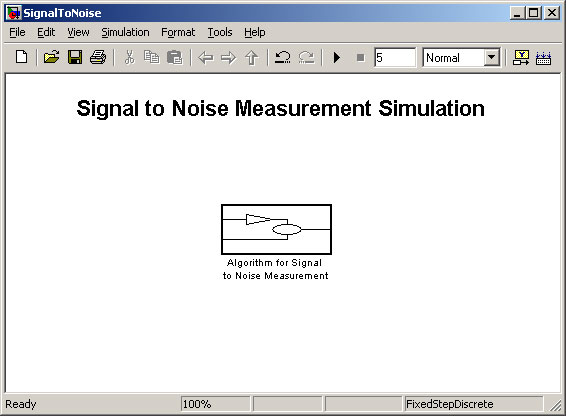 SignalToNoise
File Edit View Simulation Format Tools Help
5 Normal
Signal to Noise Measurement Simulation
Algorithm for Signal
to Noise Measurement
Ready 100% FixedStepDiscrete